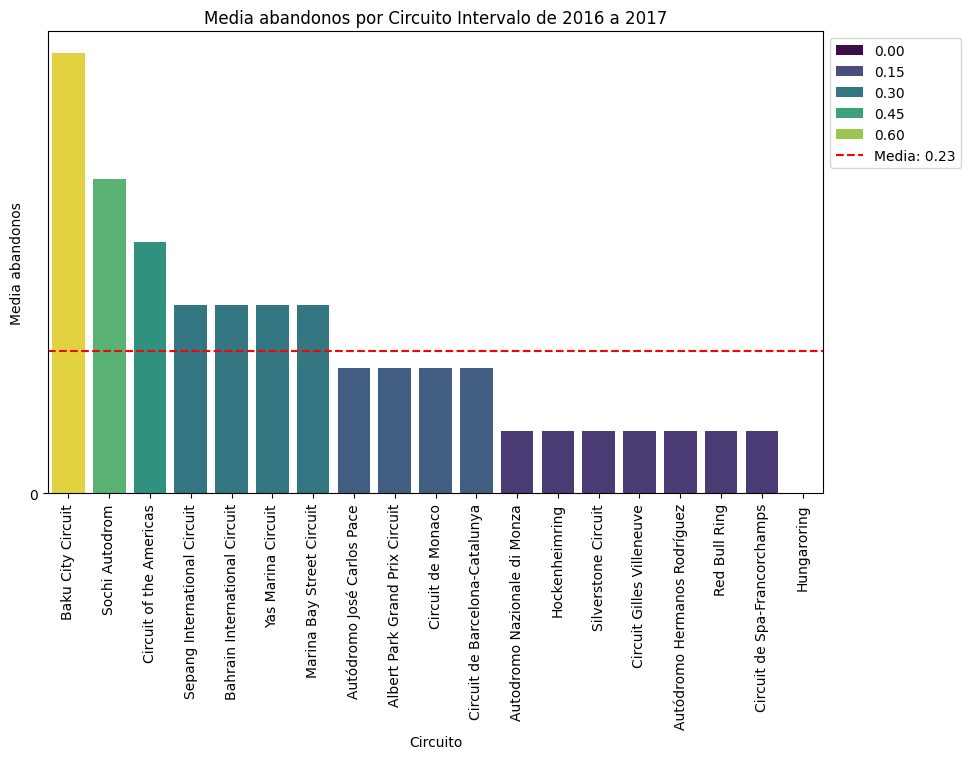 Media abandonos por Circuito Intervalo de 2016 a 2017
0.00
0.15
0.30
0.45
0.60
Media: 0.23
Media abandonos
0
Baku City Circuit
Sochi Autodrom
Circuit of the Americas
Sepang International Circuit
Bahrain International Circuit
Yas Marina Circuit
Marina Bay Street Circuit
Autódromo José Carlos Pace
Albert Park Grand Prix Circuit
Circuit de Monaco
Circuit de Barcelona-Catalunya
Autodromo Nazionale di Monza
Hockenheimring
Silverstone Circuit
Circuit Gilles Villeneuve
Autódromo Hermanos Rodríguez
Red Bull Ring
Circuit de Spa-Francorchamps
Hungaroring
Circuito